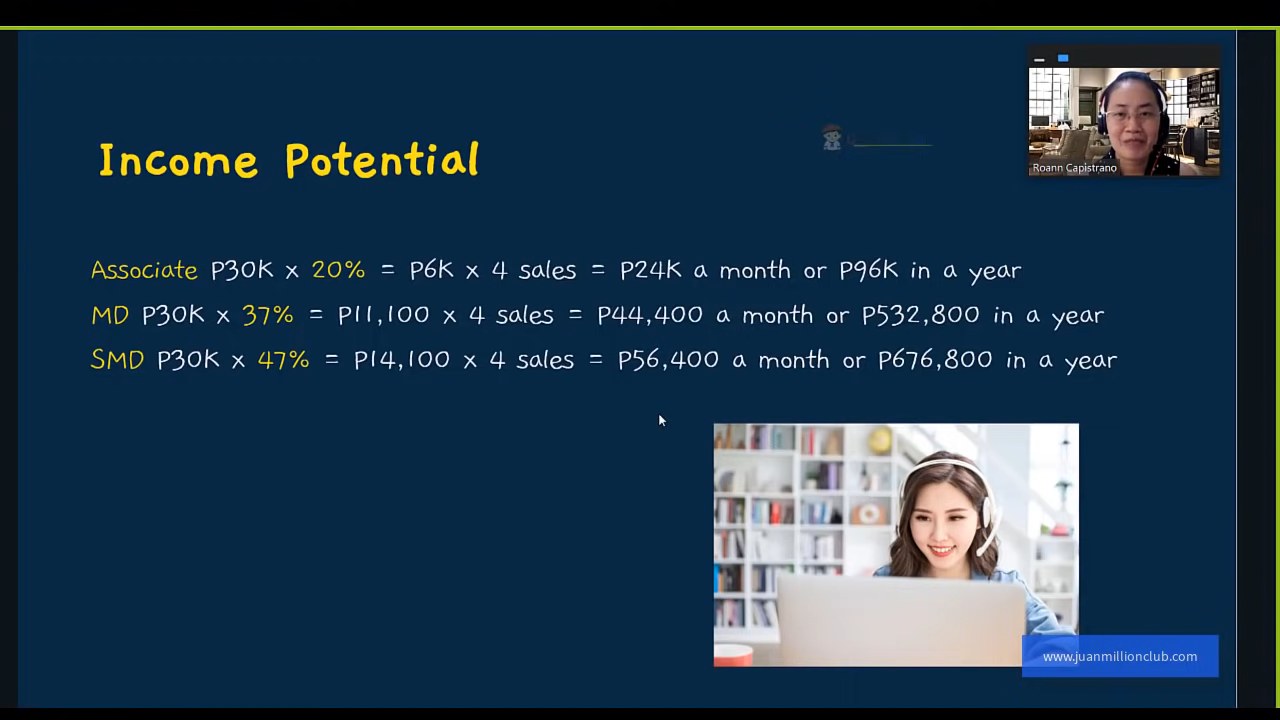 Roann Capistrano
Income Potential
Associate P30K x 20% = P6K x 4 sales = P24K a month or P96K in a year
MD P30K x 37% = P11,100 x 4 sales = P44,400 a month or P532,800 in a year
SMD P30K x 47% = P14,100 x 4 sales = P56,400 a month or P676,800 in a year
www.juanmillionclub.com